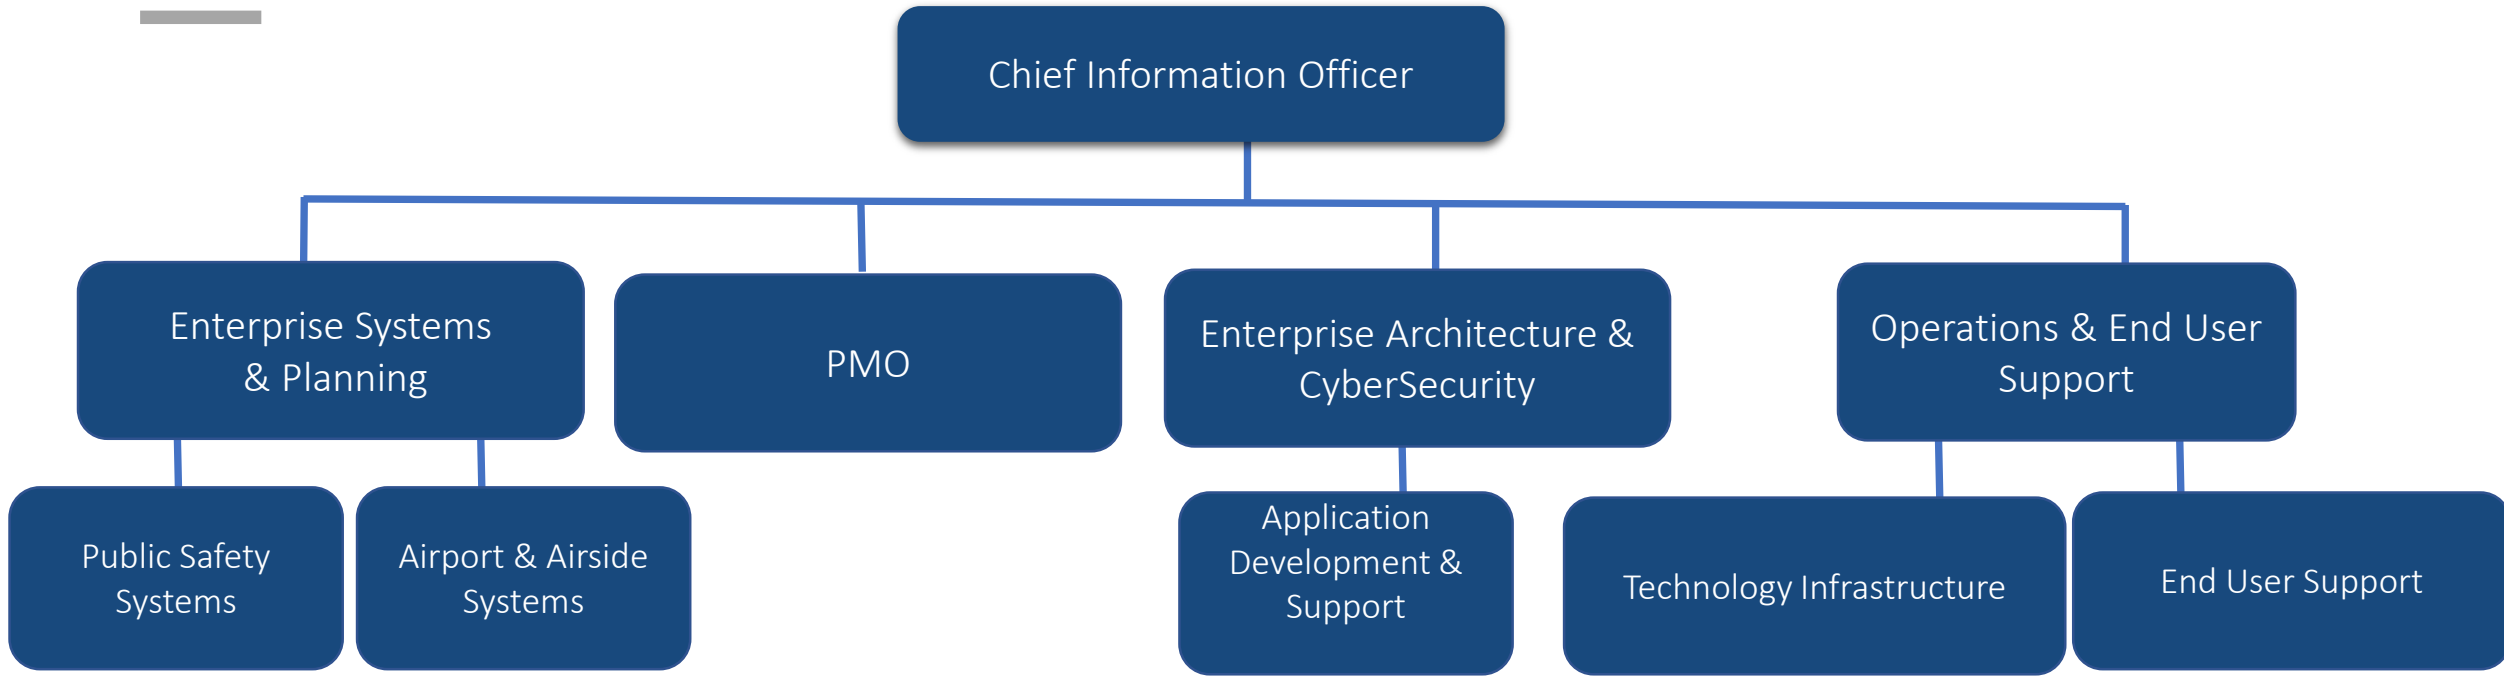 Chief Information Officer
Enterprise Systems
& Planning
PMO
Enterprise Architecture &
CyberSecurity
Operations & End User
Support
Public Safety
Systems
Airport & Airside
Systems
Application
Development &
Support
Technology Infrastructure
End User Support